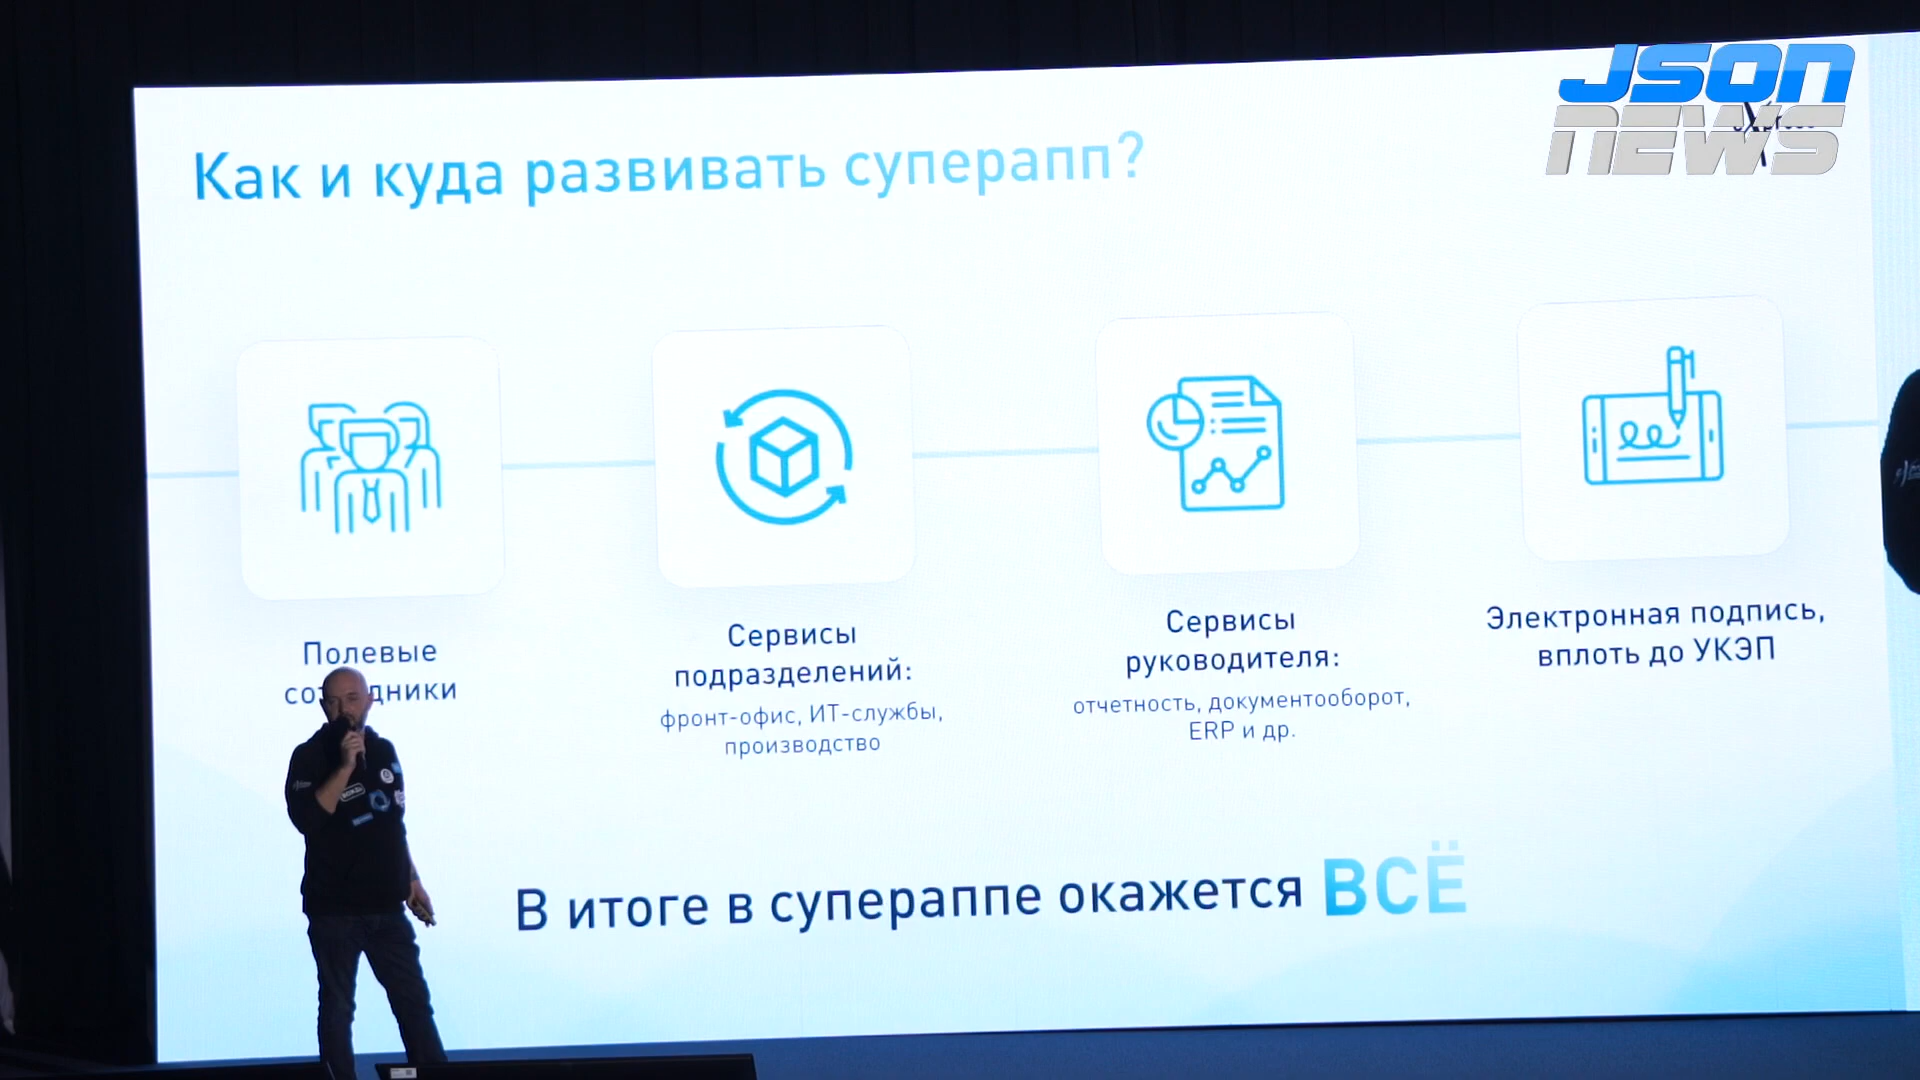 JSON
NEWS
Как и куда развивать суперапп?
Полевые
Сервисы
подразделений:
фронт-офис, ИТ-службы,
производство
Сервисы
руководителя:
отчетность, документооборот,
ERP и др.
Электронная подпись,
вплоть до УКЭП
В итоге в супераппе окажется ВСЁ